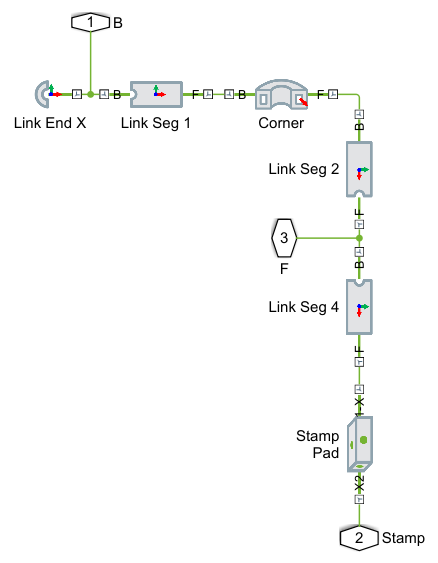 1
B
B
F
B
F
Link End X
Link Seg 1
Corner
B
Link Seg 2
F
3
F
B
Link Seg 4
F
1-X
Stamp
Pad
X2
2
Stamp